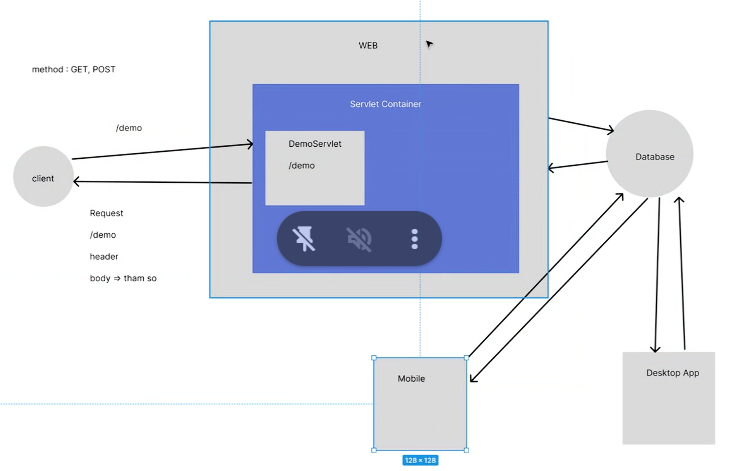 WEB
method : GET, POST
Servlet Container
/demo
DemoServlet
/demo
client
Database
Request
/demo
header
body => tham so
Mobile
Desktop App
128 × 128